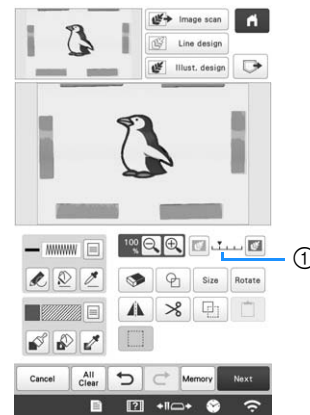 Image scan
Line design
Illust. design
100 %
①
Size Rotate
Cancel All Clear Memory Next